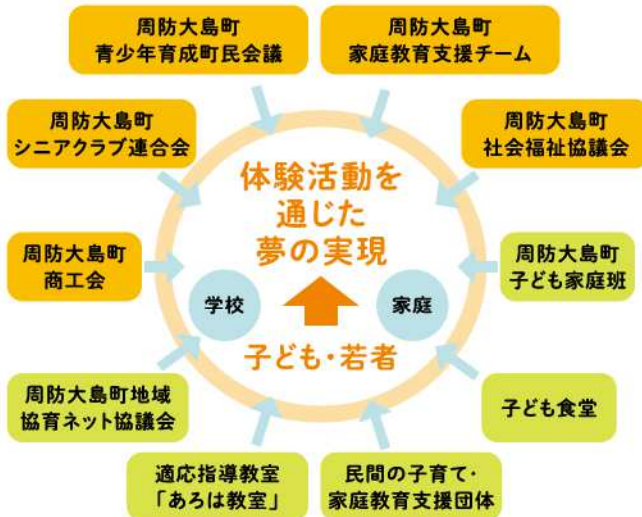 周防大島町
青少年育成町民会議
周防大島町
家庭教育支援チーム
周防大島町
シニアクラブ連合会
周防大島町
社会福祉協議会
体験活動を
通じた
夢の実現
周防大島町
商工会
周防大島町
子ども家庭班
学校
家庭
子ども・若者
周防大島町地域
協育ネット協議会
子ども食堂
適応指導教室
「あろは教室」
民間の子育て・
家庭教育支援団体